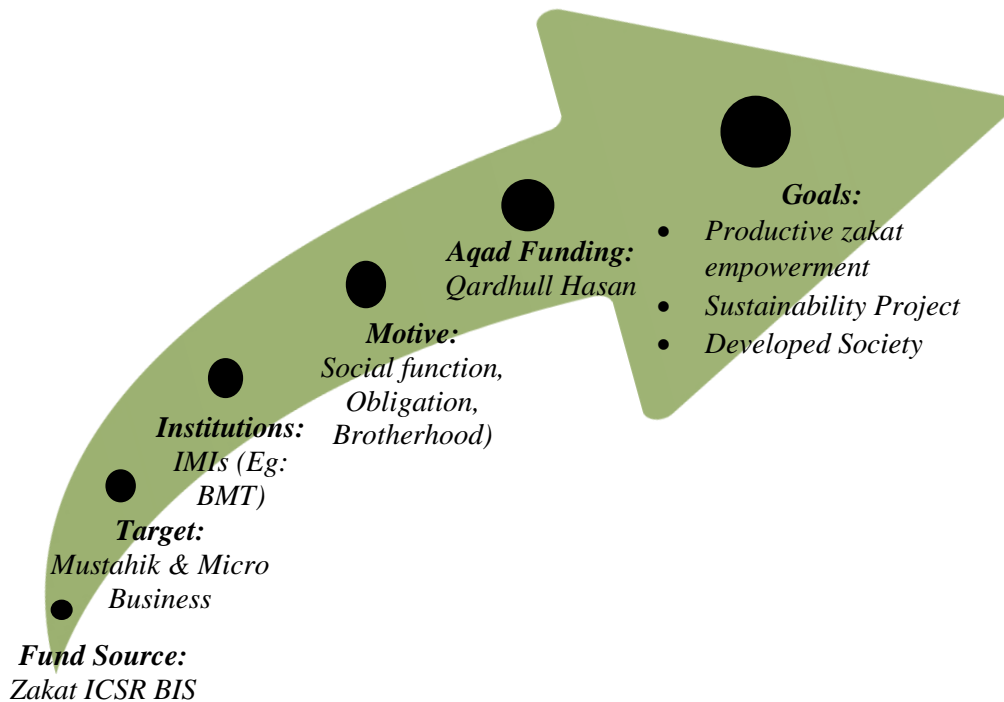 Goals:
• Productive zakat
empowerment
• Sustainability Project
• Developed Society
Aqad Funding:
Qardhull Hasan
Motive:
Social function,
Obligation,
Brotherhood)
Institutions:
IMIs (Eg:
BMT)
Target:
Mustahik & Micro
Business
Fund Source:
Zakat ICSR BIS